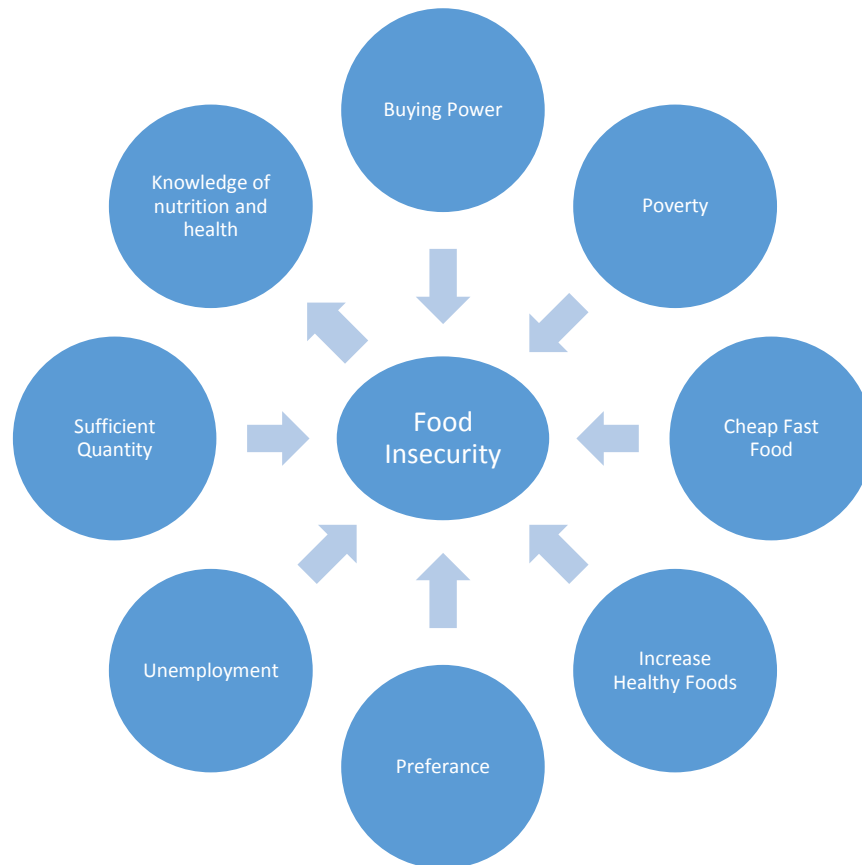 Buying Power
Knowledge of
nutrition and
health
Poverty
Sufficient
Quantity
Food
Insecurity
Cheap Fast
Food
Unemployment
Increase
Healthy Foods
Preferance